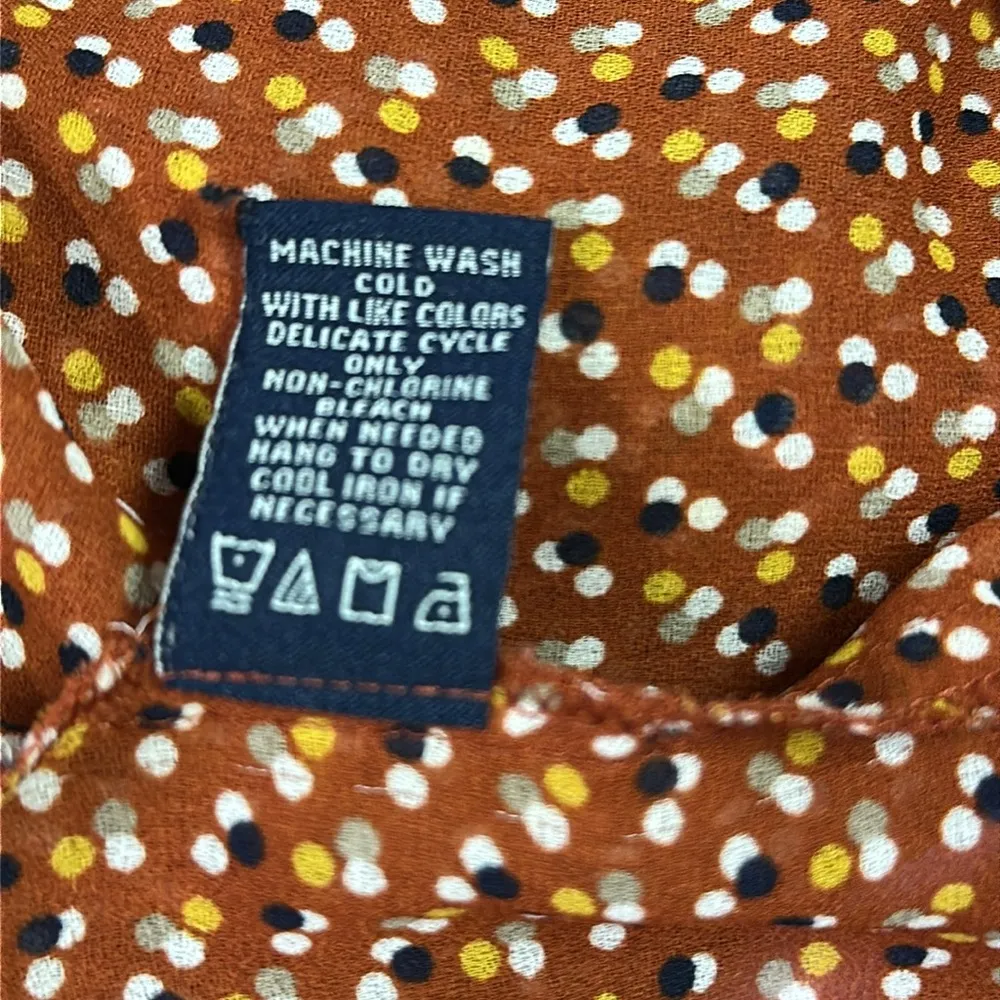 MACHINE WASH
COLD
WITH LIKE COLORS
DELICATE CYCLE
ONLY
NON-CHLORINE
BLEACH
WHEN NEEDED
HANG TO DRY
COOL IRON IF
NECESSARY